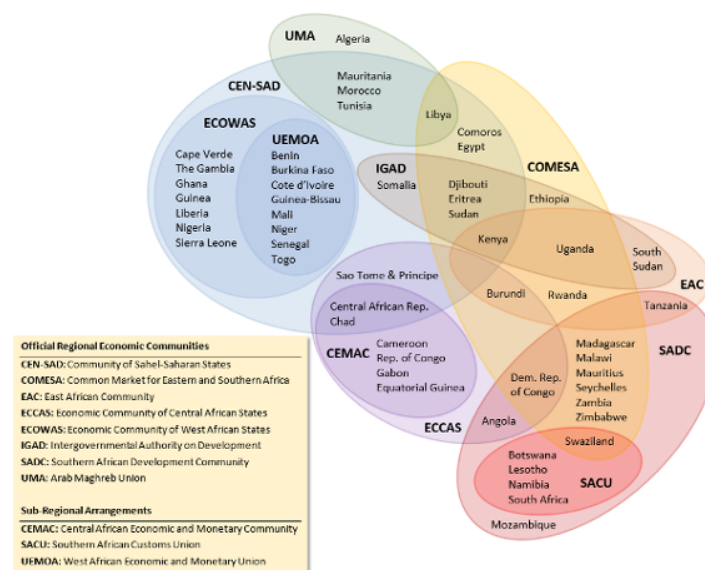 UMA
Algeria
CEN-SAD
Mauritania
Morocco
Tunisia
Libya
ECOWAS
Cape Verde
The Gambia
Ghana
Guinea
Liberia
Nigeria
Sierra Leone
UEMOA
Benin
Burkina Faso
Cote d'Ivoire
Guinea-Bissau
Mali
Niger
Senegal
Togo
Comoros
Egypt
COMESA
IGAD
Somalia
Djibouti
Eritrea
Sudan
Ethiopia
Kenya
Uganda
South
Sudan
EAC
Burundi
Rwanda
Tanzania
SADC
Sao Tome & Principe
Central African Rep.
Chad
CEMAC
Cameroon
Rep. of Congo
Gabon
Equatorial Guinea
ECCAS
Dem. Rep.
of Congo
Angola
Madagascar
Malawi
Mauritius
Seychelles
Zambia
Zimbabwe
Swaziland
Botswana
Lesotho
Namibia
South Africa
SACU
Mozambique
Official Regional Economic Communities
CEN-SAD: Community of Sahel-Saharan States
COMESA: Common Market for Eastern and Southern Africa
EAC: East African Community
ECCAS: Economic Community of Central African States
ECOWAS: Economic Community of West African States
IGAD: Intergovernmental Authority on Development
SADC: Southern African Development Community
UMA: Arab Maghreb Union
Sub-Regional Arrangements
CEMAC: Central African Economic and Monetary Community
SACU: Southern African Customs Union
UEMOA: West African Economic and Monetary Union